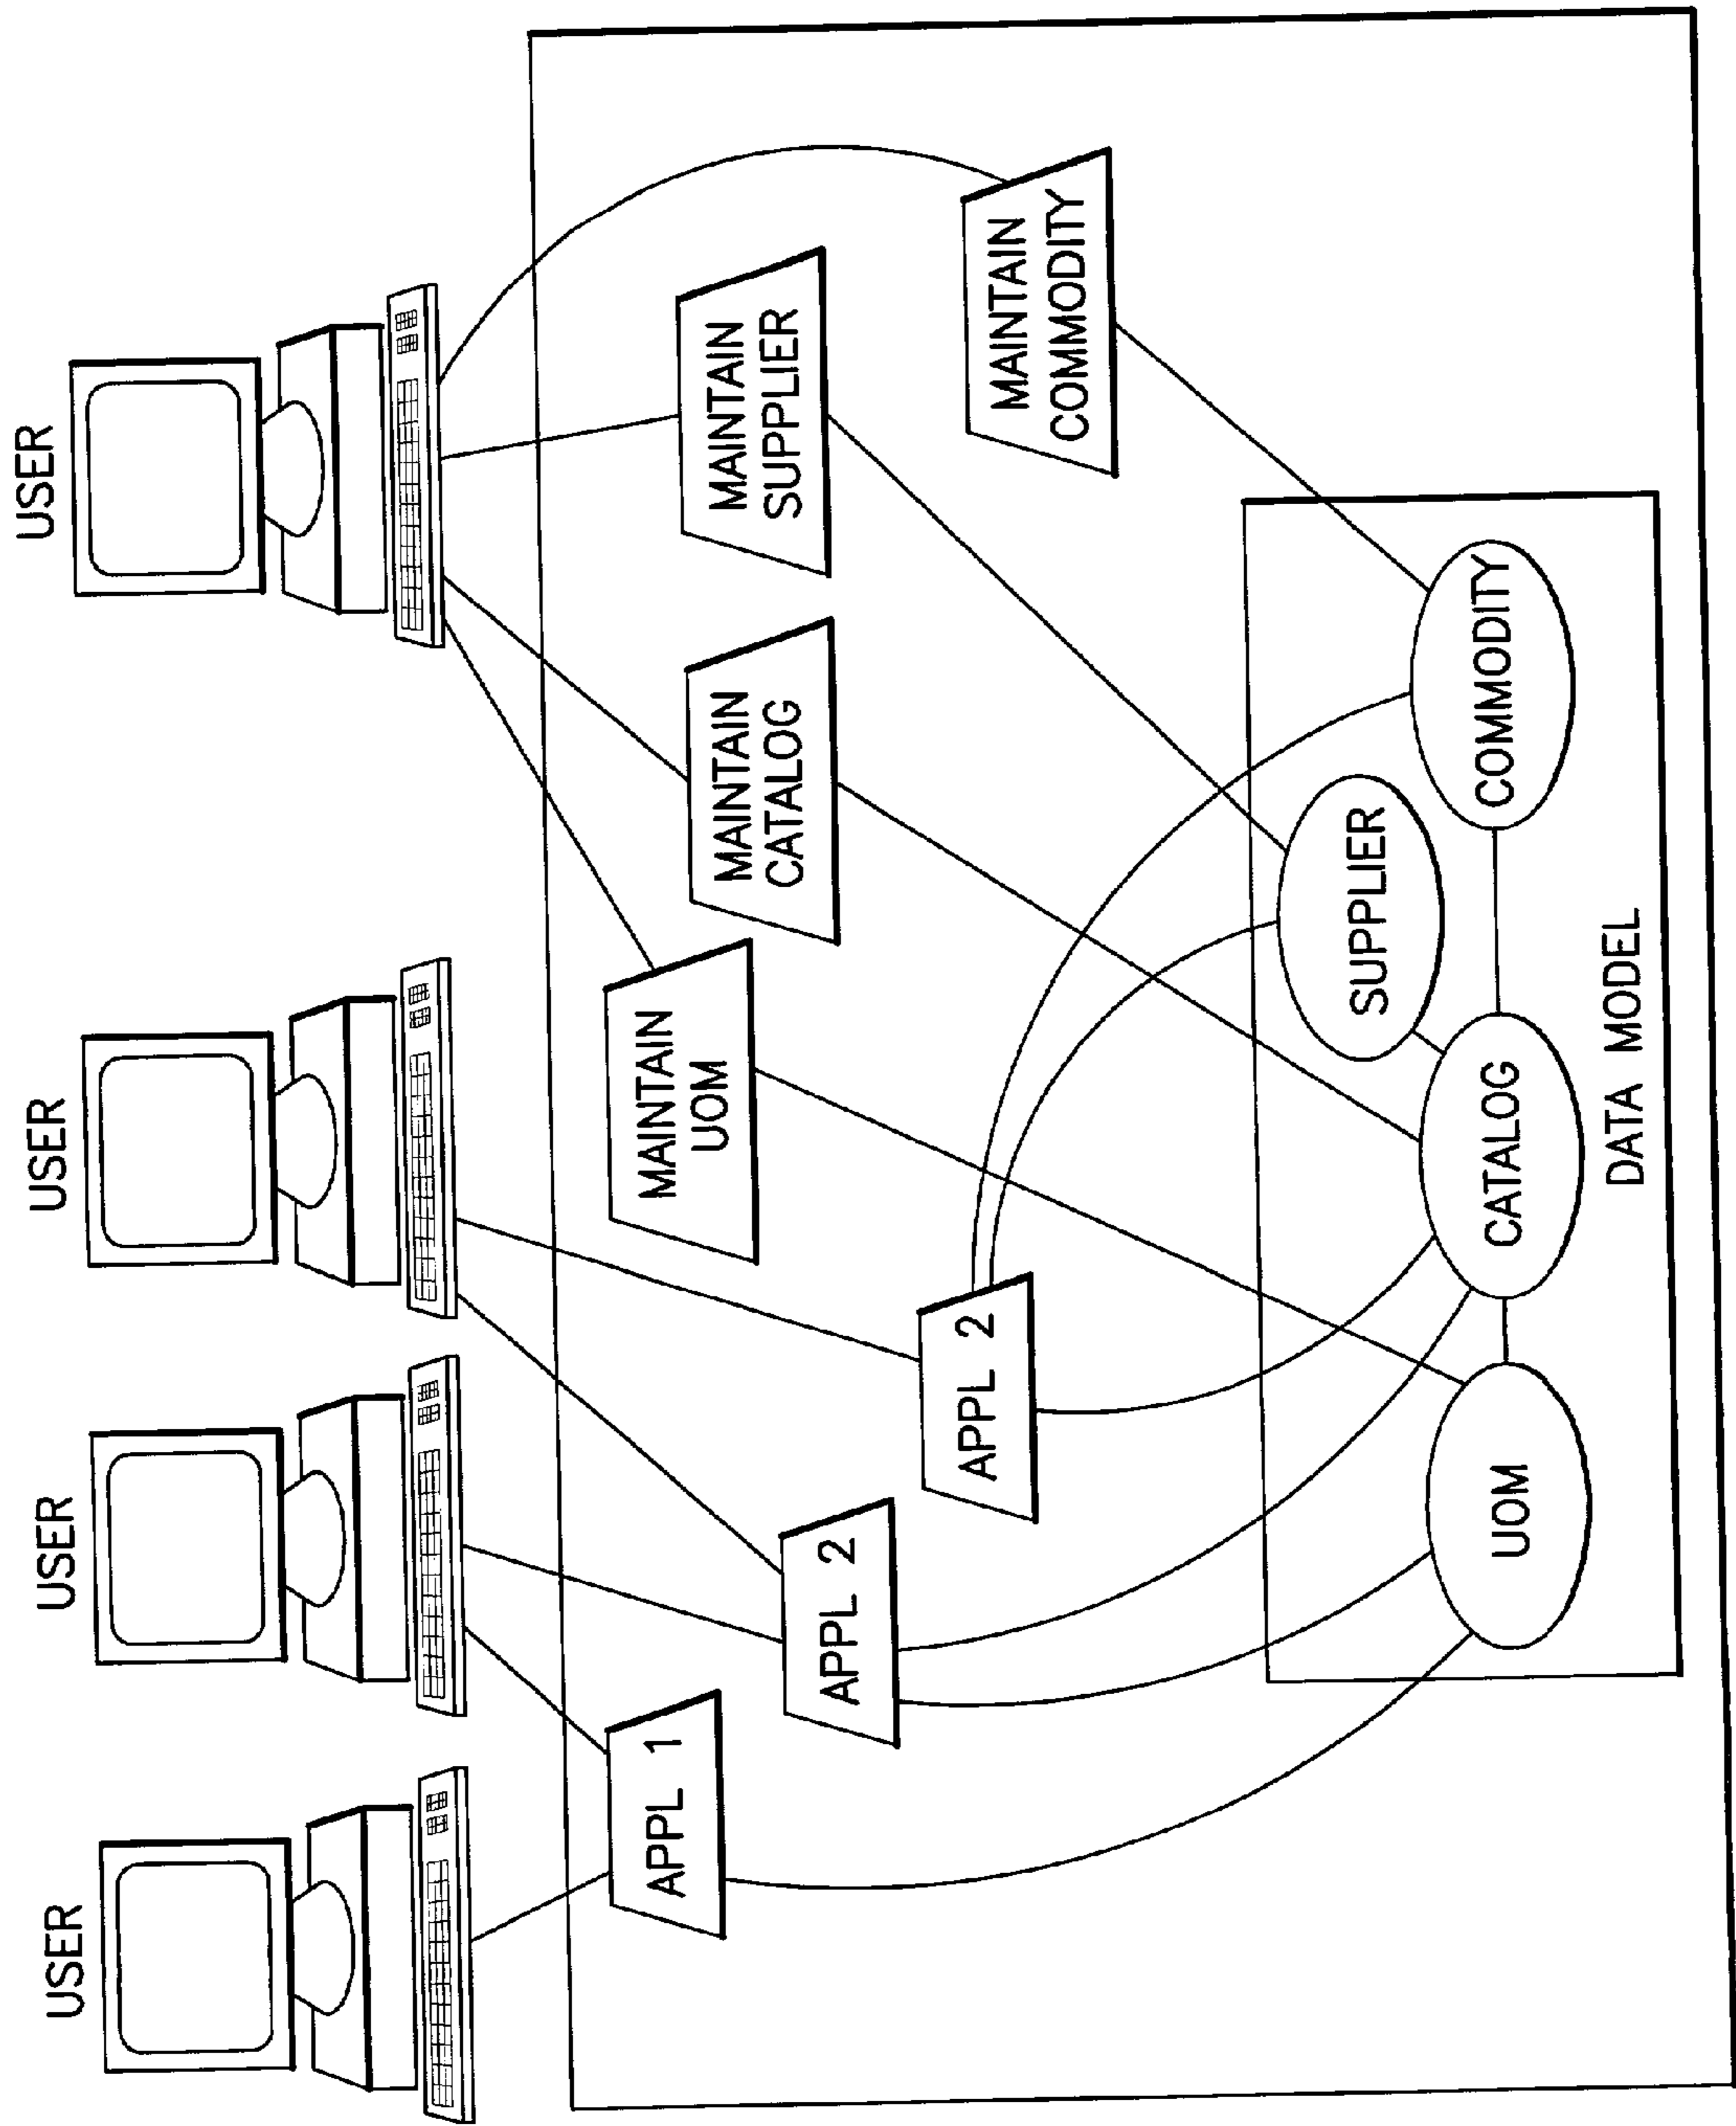 USER
USER
USER
USER
APPL 1
APPL 2
APPL 2
MAINTAIN
UOM
MAINTAIN
CATALOG
MAINTAIN
SUPPLIER
MAINTAIN
COMMODITY
UOM
CATALOG
SUPPLIER
COMMODITY
DATA MODEL